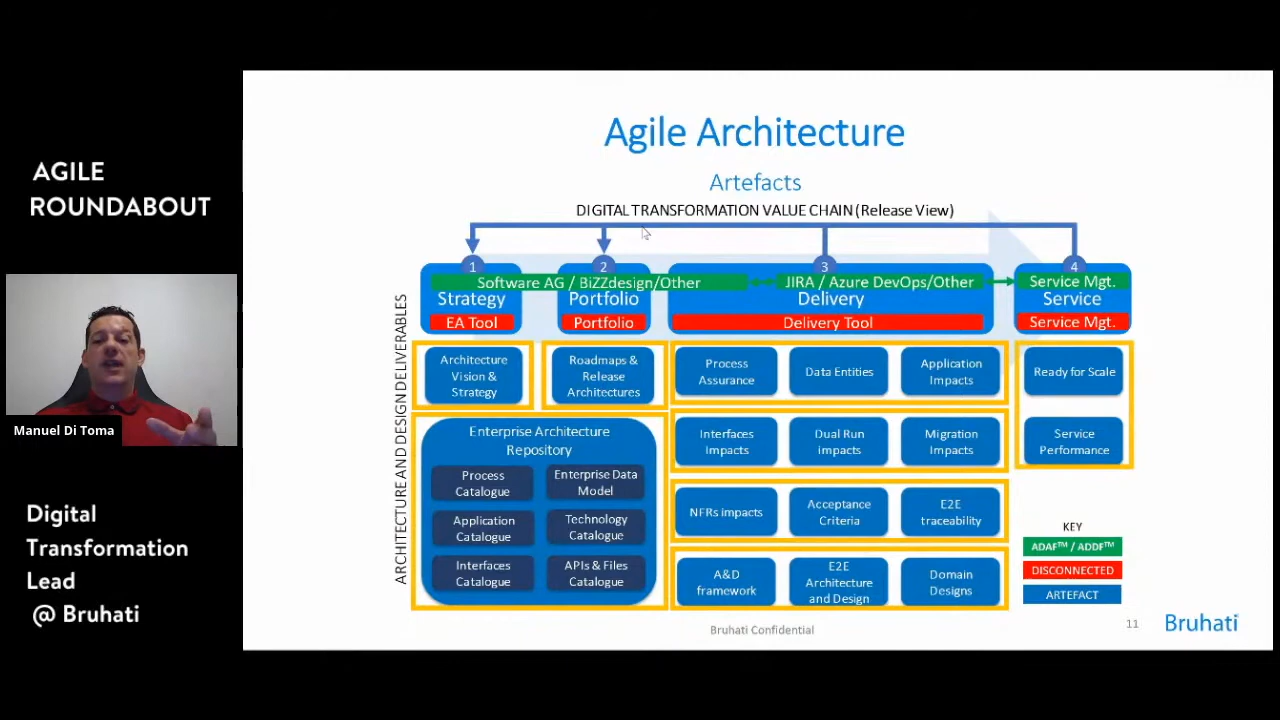 AGILE
ROUNDABOUT
Manuel Di Toma
Digital
Transformation
Lead
@ Bruhati
Agile Architecture
Artefacts
DIGITAL TRANSFORMATION VALUE CHAIN (Release View)
1
2
3
4
Software AG / BiZZdesign/Other
JIRA / Azure DevOps/Other
Service Mgt.
Strategy
Portfolio
Delivery
Service
EA Tool
Portfolio
Delivery Tool
Service Mgt.
ARCHITECTURE AND DESIGN DELIVERABLES
Architecture
Vision &
Strategy
Roadmaps &
Release
Architectures
Enterprise Architecture
Repository
Process
Catalogue
Enterprise Data
Model
Application
Catalogue
Technology
Catalogue
Interfaces
Catalogue
APIs & Files
Catalogue
Process
Assurance
Data Entities
Application
Impacts
Interfaces
Impacts
Dual Run
impacts
Migration
Impacts
NFRs impacts
Acceptance
Criteria
E2E
traceability
A&D
framework
E2E
Architecture
and Design
Domain
Designs
Ready for Scale
Service
Performance
KEY
ADAF™ / ADDF™
DISCONNECTED
ARTEFACT
Bruhati Confidential
11
Bruhati